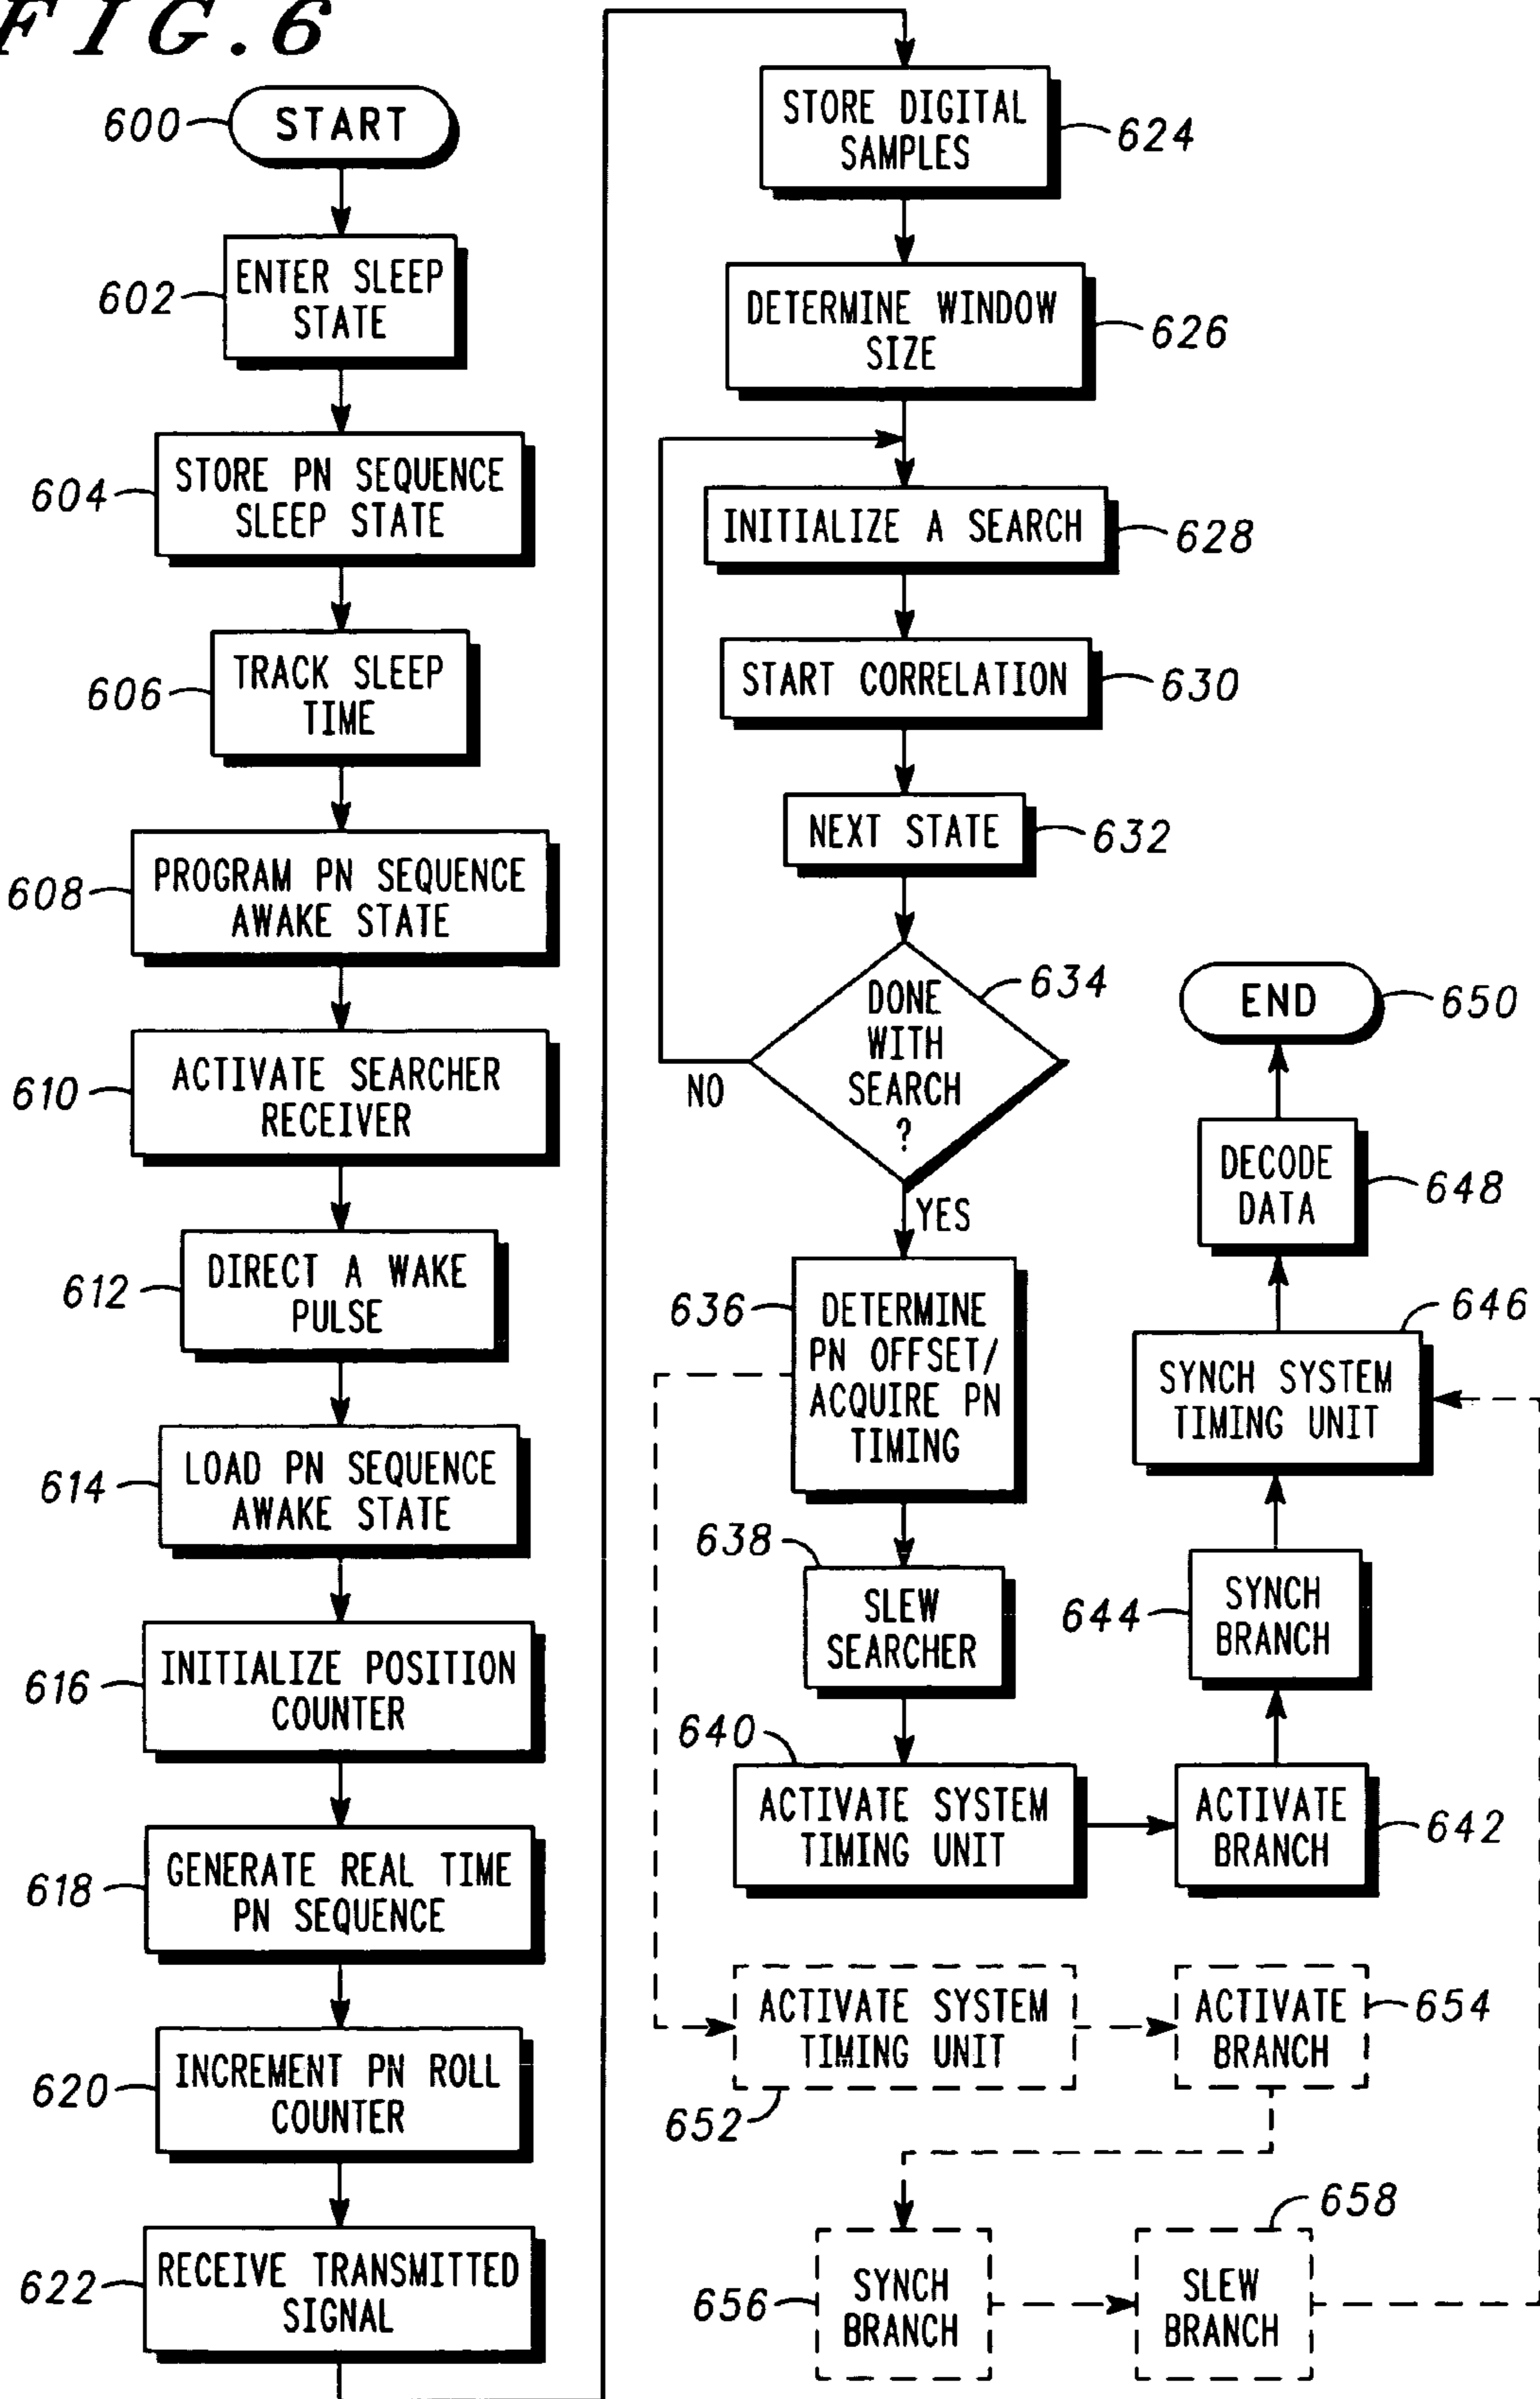 FIG.6
600
START
602
ENTER SLEEP
STATE
604
STORE PN SEQUENCE
SLEEP STATE
606
TRACK SLEEP
TIME
608
PROGRAM PN SEQUENCE
AWAKE STATE
610
ACTIVATE SEARCHER
RECEIVER
612
DIRECT A WAKE
PULSE
614
LOAD PN SEQUENCE
AWAKE STATE
616
INITIALIZE POSITION
COUNTER
618
GENERATE REAL TIME
PN SEQUENCE
620
INCREMENT PN ROLL
COUNTER
622
RECEIVE TRANSMITTED
SIGNAL
STORE DIGITAL
SAMPLES
624
DETERMINE WINDOW
SIZE
626
INITIALIZE A SEARCH
628
START CORRELATION
630
NEXT STATE
632
DONE
WITH
SEARCH
?
634
NO
YES
636
DETERMINE
PN OFFSET/
ACQUIRE PN
TIMING
638
SLEW
SEARCHER
640
ACTIVATE SYSTEM
TIMING UNIT
ACTIVATE
BRANCH
642
644
SYNCH
BRANCH
646
SYNCH SYSTEM
TIMING UNIT
DECODE
DATA
648
END
650
ACTIVATE SYSTEM
TIMING UNIT
652
ACTIVATE
BRANCH
654
656
SYNCH
BRANCH
658
SLEW
BRANCH